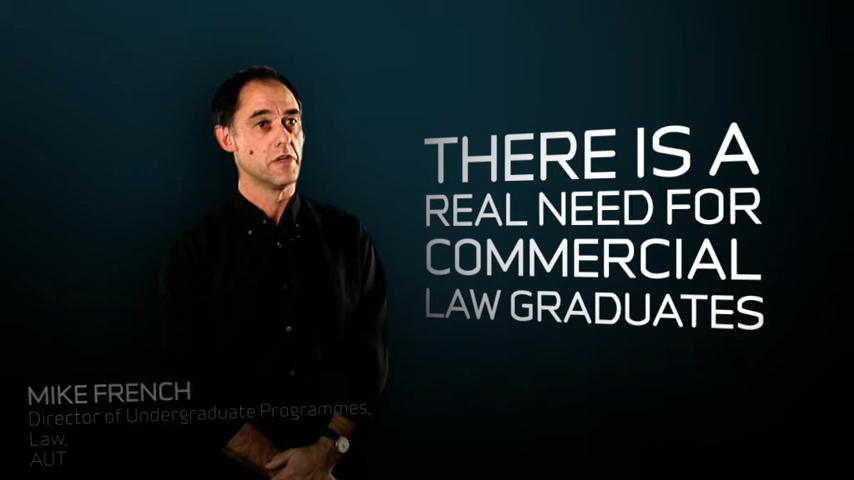 THERE IS A
REAL NEED FOR
COMMERCIAL
LAW GRADUATES
MIKE FRENCH
Director of Undergraduate Programmes,
Law,
AUT